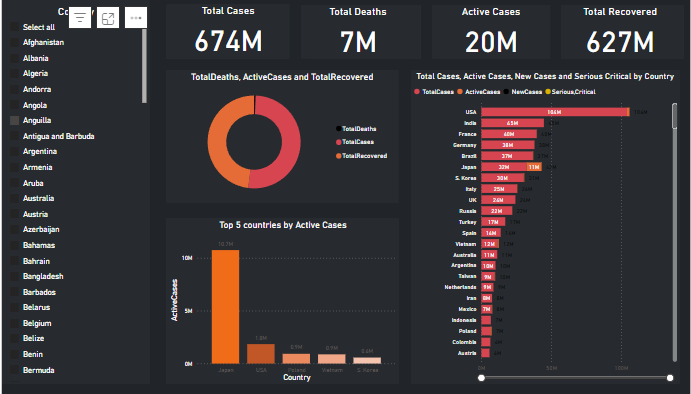 Select all
Afghanistan
Albania
Algeria
Andorra
Angola
Anguilla
Antigua and Barbuda
Argentina
Armenia
Aruba
Australia
Austria
Azerbaijan
Bahamas
Bahrain
Bangladesh
Barbados
Belarus
Belgium
Belize
Benin
Bermuda
Total Cases
674M
Total Deaths
7M
Active Cases
20M
Total Recovered
627M
TotalDeaths, ActiveCases and TotalRecovered
TotalDeaths
TotalCases
TotalRecovered
Top 5 countries by Active Cases
ActiveCases
10M
5M
0M
10.7M
1.8M
0.9M
0.9M
Japan
USA
Poland
Vietnam
S. Korea
Country
Total Cases, Active Cases, New Cases and Serious Critical by Country
TotalCases ActiveCases NewCases Serious,Critical
USA 104M
India 45M
France 40M
Germany 38M
Brazil 37M
Japan 32M 11M
S. Korea 30M
Italy 25M
UK 24M
Russia 22M
Turkey 17M
Spain 14M
Vietnam 12M
Australia 11M
Argentina 10M
Taiwan 9M
Netherlands 9M
Iran 8M
Mexico 7M
Indonesia
Poland
Colombia
Austria
0M 50M 100M